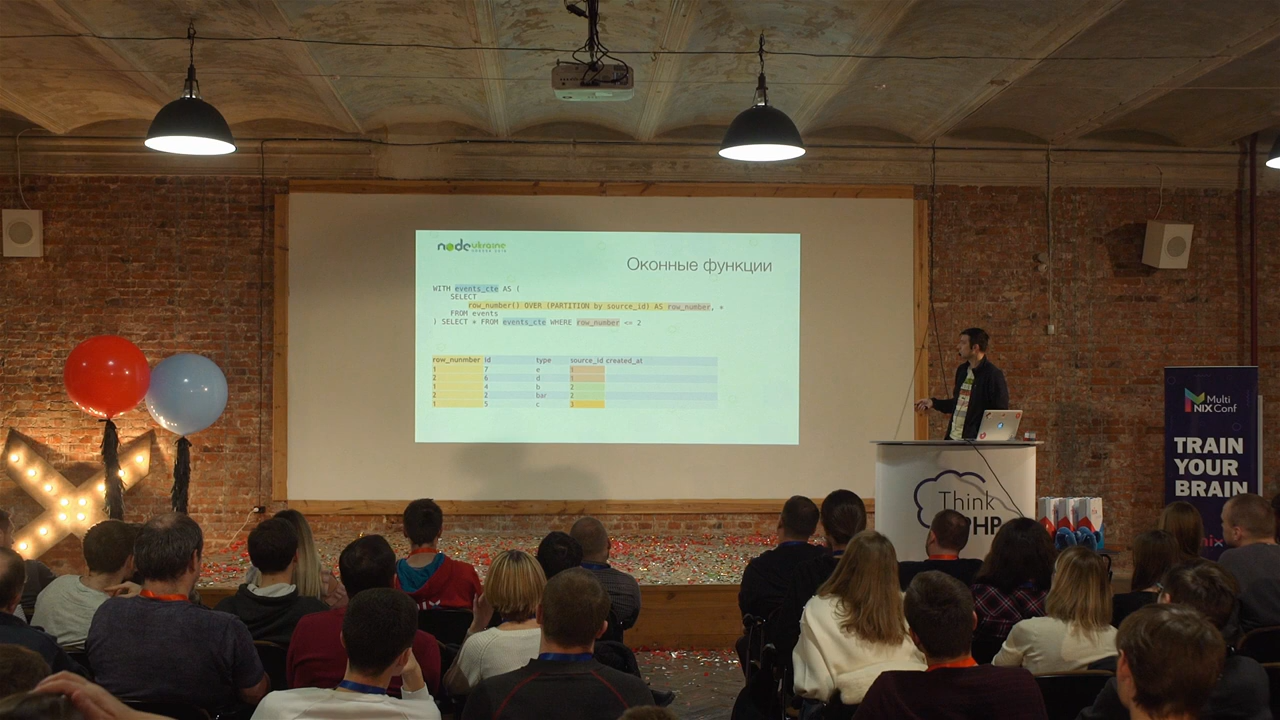 node ukraine
Оконные функции
WITH events_cte AS (
SELECT
row_number() OVER (PARTITION by source_id) AS row_number, *
FROM events
) SELECT * FROM events_cte WHERE row_number <= 2
row_nunmber id type source_id created_at
1 7 e 1
2 6 d 1
1 4 b 2
2 2 bar 2
1 5 c 3
Multi
NIX Conf
TRAIN
YOUR
BRAIN
Think
PHP
nix